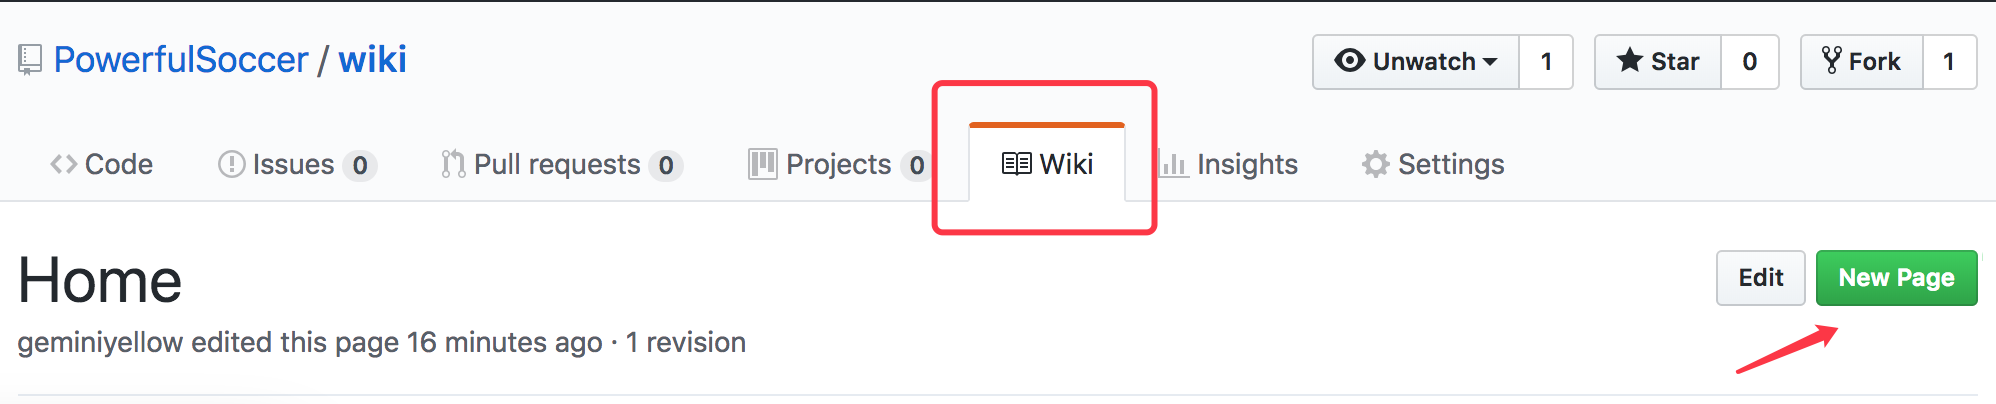 PowerfulSoccer / wiki
Unwatch 1 Star 0 Fork 1
Code Issues 0 Pull requests 0 Projects 0 Wiki Insights Settings
Home
Edit New Page
geminiyellow edited this page 16 minutes ago · 1 revision